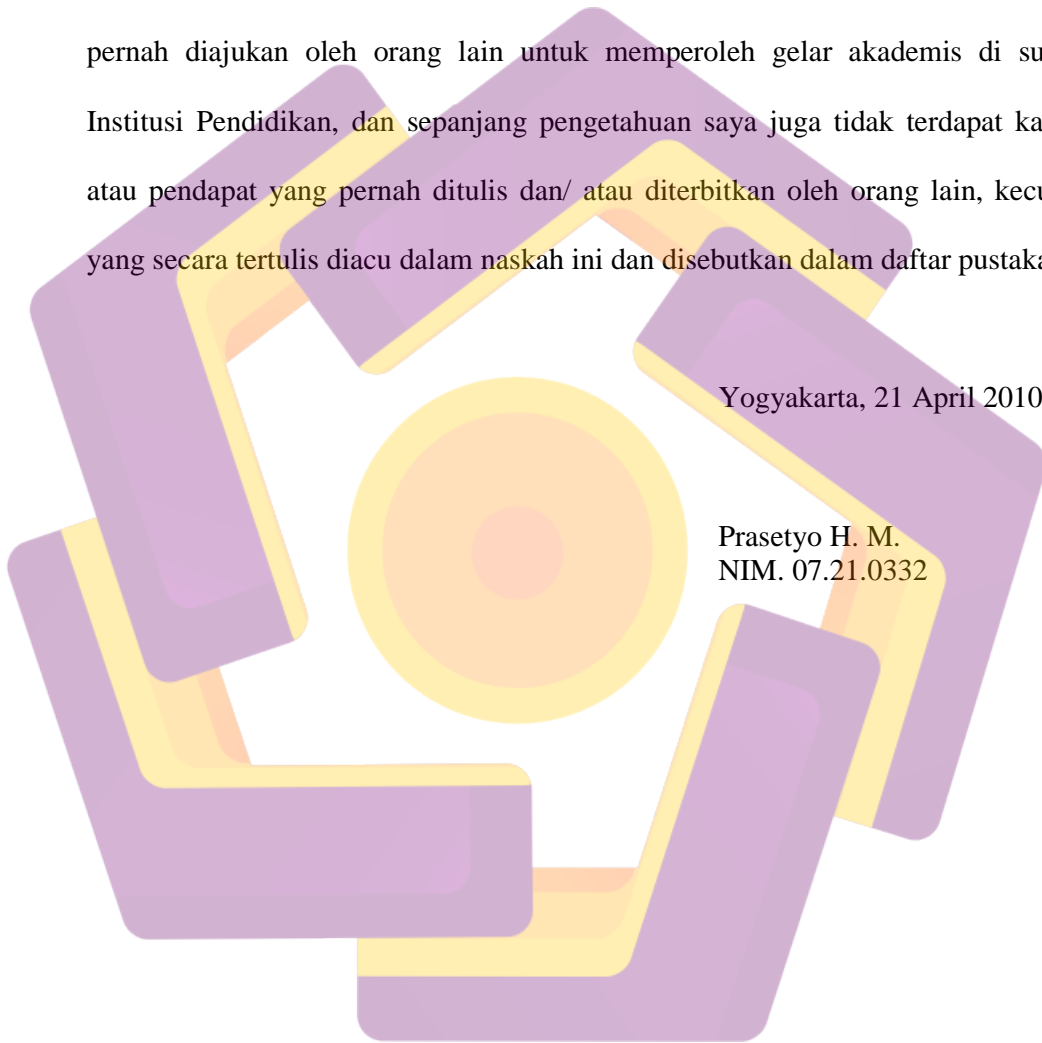 pernah diajukan oleh orang lain untuk memperoleh gelar akademis di su
Institusi Pendidikan, dan sepanjang pengetahuan saya juga tidak terdapat ka
atau pendapat yang pernah ditulis dan/ atau diterbitkan oleh orang lain, kecu
yang secara tertulis diacu dalam naskah ini dan disebutkan dalam daftar pustaka
Yogyakarta, 21 April 2010
Prasetyo H. M.
NIM. 07.21.0332